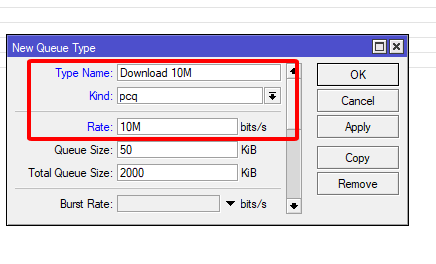 New Queue Type
Type Name: Download 10M
OK
Kind: pcq
Cancel
Rate: 10M bits/s
Apply
Queue Size: 50 KiB
Copy
Total Queue Size: 2000 KiB
Remove
Burst Rate: bits/s